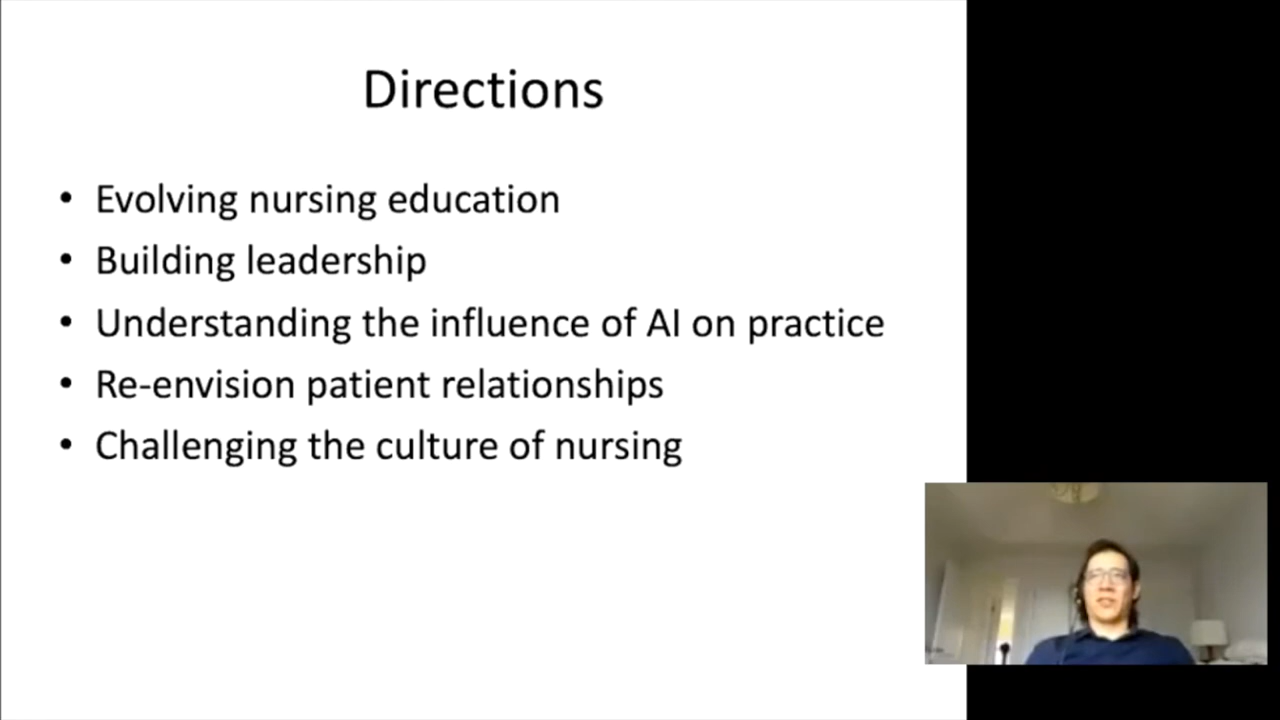 Directions
• Evolving nursing education
• Building leadership
• Understanding the influence of AI on practice
• Re-envision patient relationships
• Challenging the culture of nursing